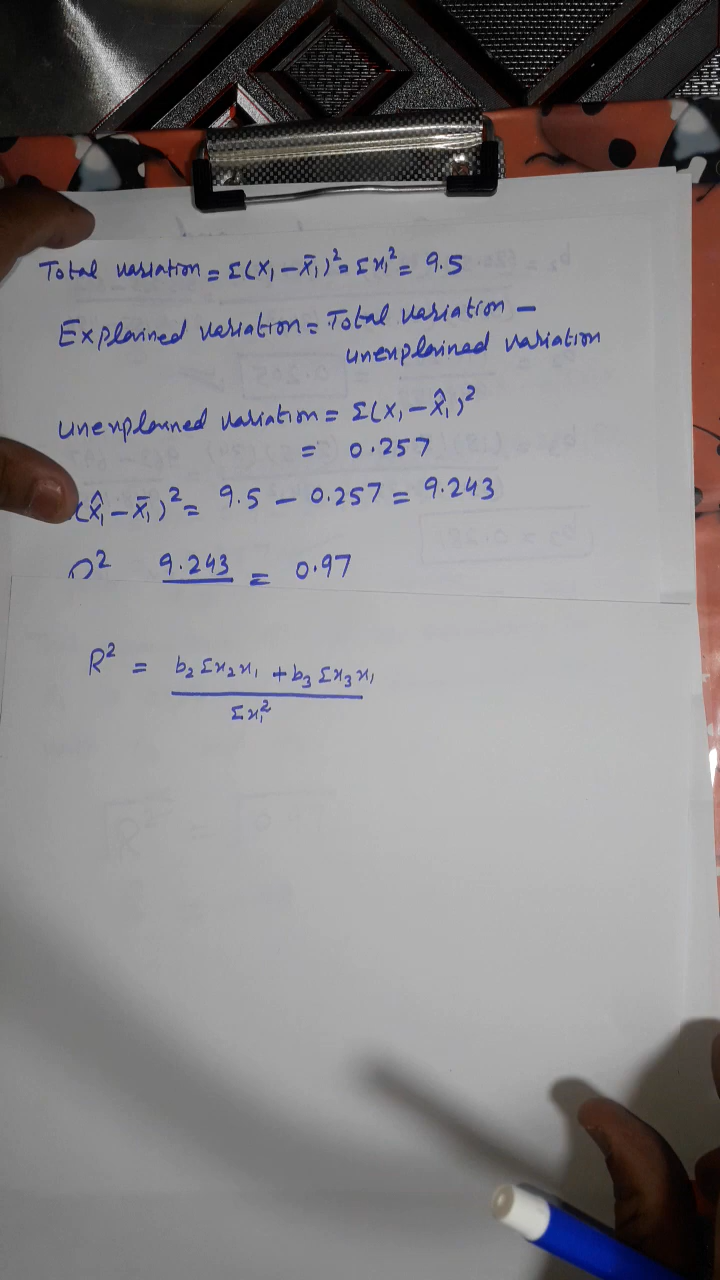 Total variation = Σ(X₁ − X̄₁)² = Σx₁² = 9.5
Explained variation = Total variation −
unexplained variation
unexplained variation = Σ(X₁ − X̂₁)²
= 0.257
(X̂₁ − X̄₁)² = 9.5 − 0.257 = 9.243
9.243 = 0.97
R² = b₂ Σx₂x₁ + b₃ Σx₃x₁
Σx₁²